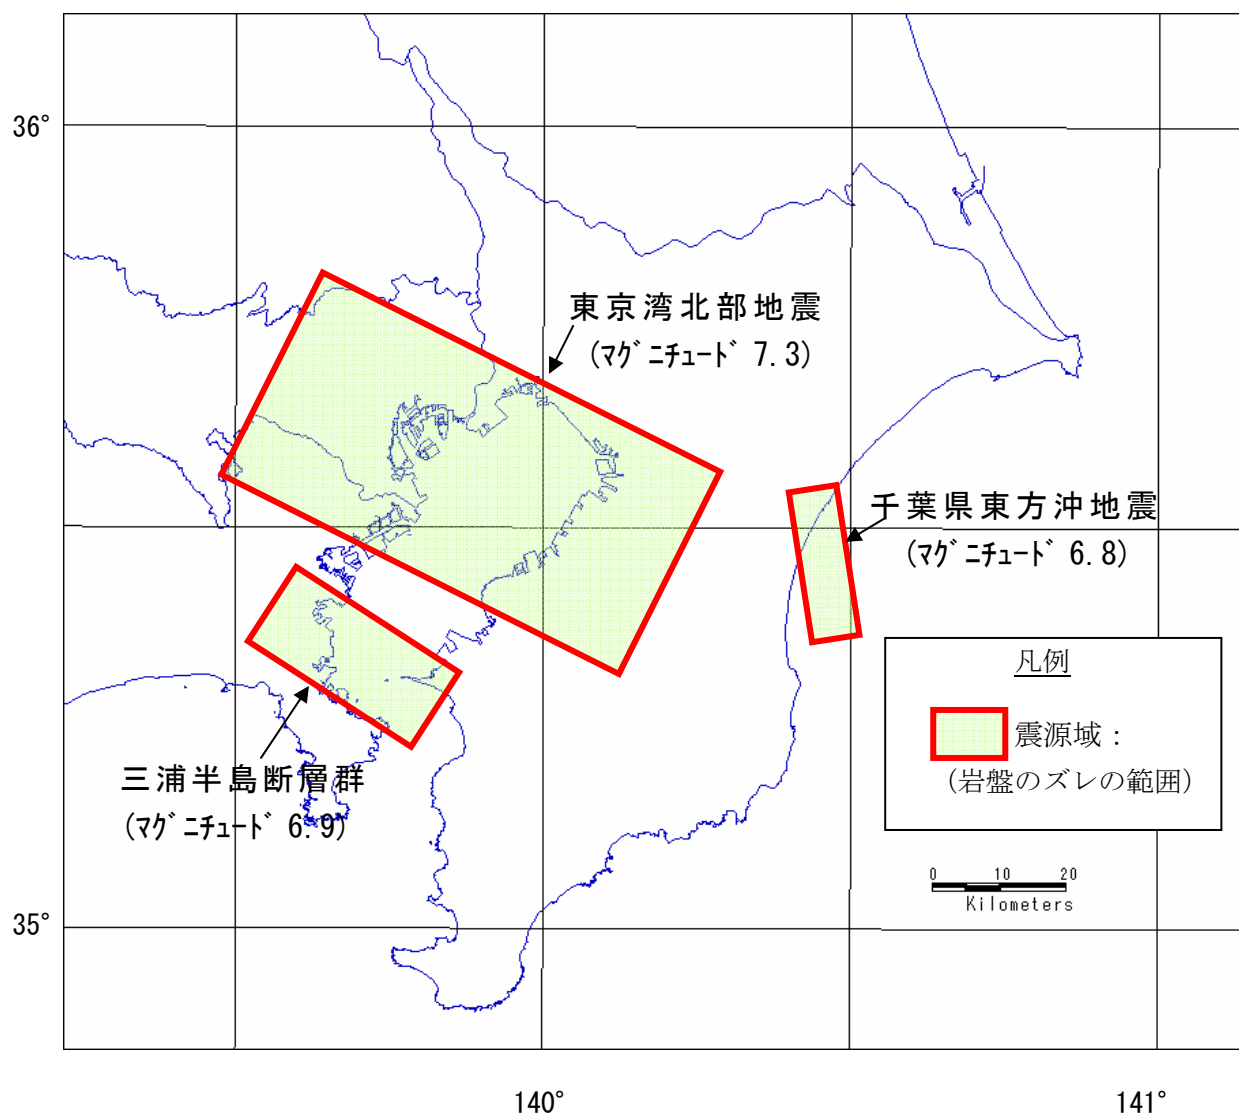 36°
東京湾北部地震
(ﾏｸﾞﾆﾁｭｰﾄﾞ 7.3)
千葉県東方沖地震
(ﾏｸﾞﾆﾁｭｰﾄﾞ 6.8)
凡例
震源域：
(岩盤のズレの範囲)
三浦半島断層群
(ﾏｸﾞﾆﾁｭｰﾄﾞ 6.9)
0 10 20
Kilometers
35°
140°
141°